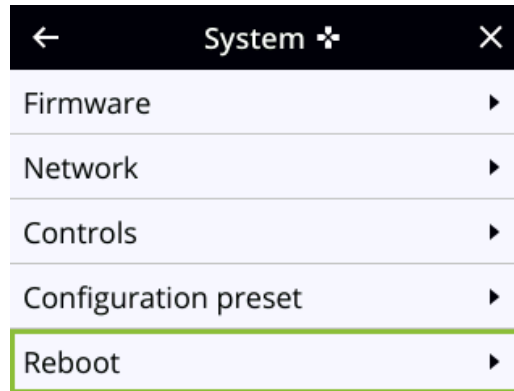 System
Firmware
Network
Controls
Configuration preset
Reboot